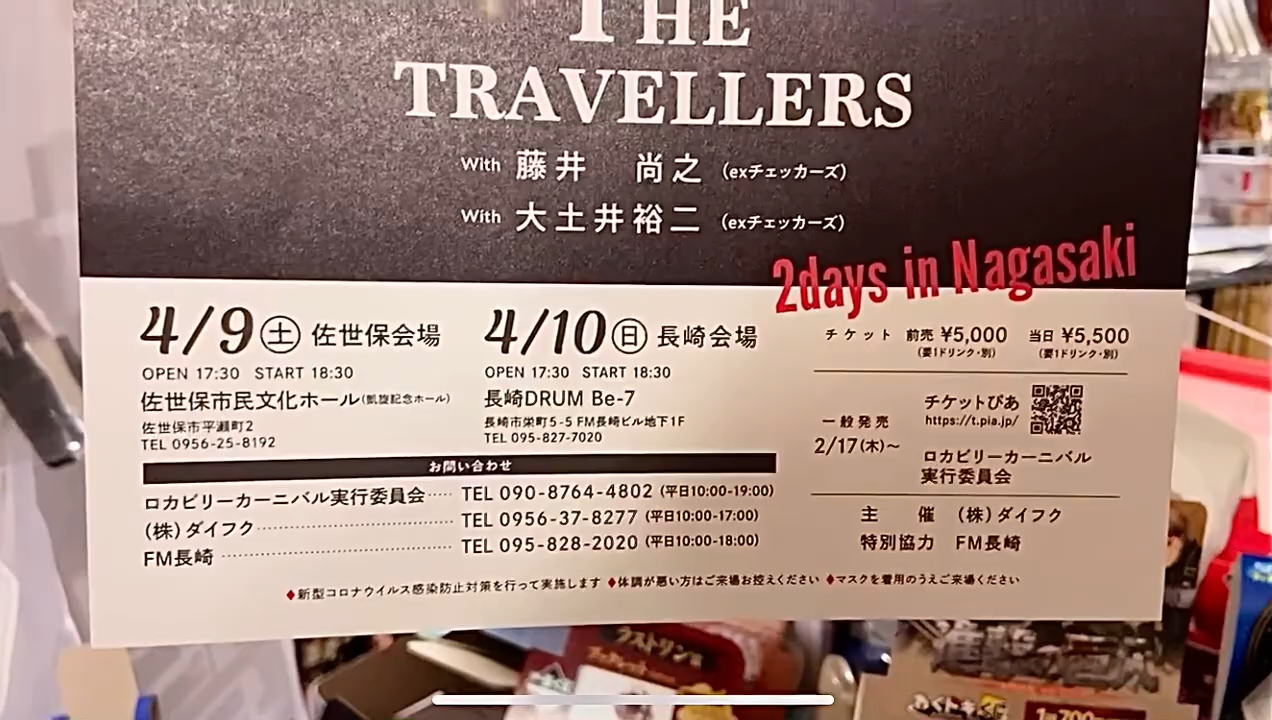 THE
TRAVELLERS
With 藤井 尚之 (exチェッカーズ)
With 大土井裕二 (exチェッカーズ)
2days in Nagasaki
4/9 土 佐世保会場
OPEN 17:30 START 18:30
佐世保市民文化ホール(凱旋記念ホール)
佐世保市平瀬町2
TEL 0956-25-8192
4/10 日 長崎会場
OPEN 17:30 START 18:30
長崎DRUM Be-7
長崎市栄町5-5 FM長崎ビル地下1F
TEL 095-827-7020
チケット 前売 ¥5,000 当日 ¥5,500
(要1ドリンク・別) (要1ドリンク・別)
一般発売
2/17(木)~
チケットぴあ
https://t.pia.jp/
ロカビリーカーニバル
実行委員会
主 催 (株)ダイフク
特別協力 FM長崎
お問い合わせ
ロカビリーカーニバル実行委員会····· TEL 090-8764-4802 (平日10:00-19:00)
(株)ダイフク································ TEL 0956-37-8277 (平日10:00-17:00)
FM長崎 ···································· TEL 095-828-2020 (平日10:00-18:00)
♦新型コロナウイルス感染防止対策を行って実施します ♦体調が悪い方はご来場お控えください ♦マスクを着用のうえご来場ください